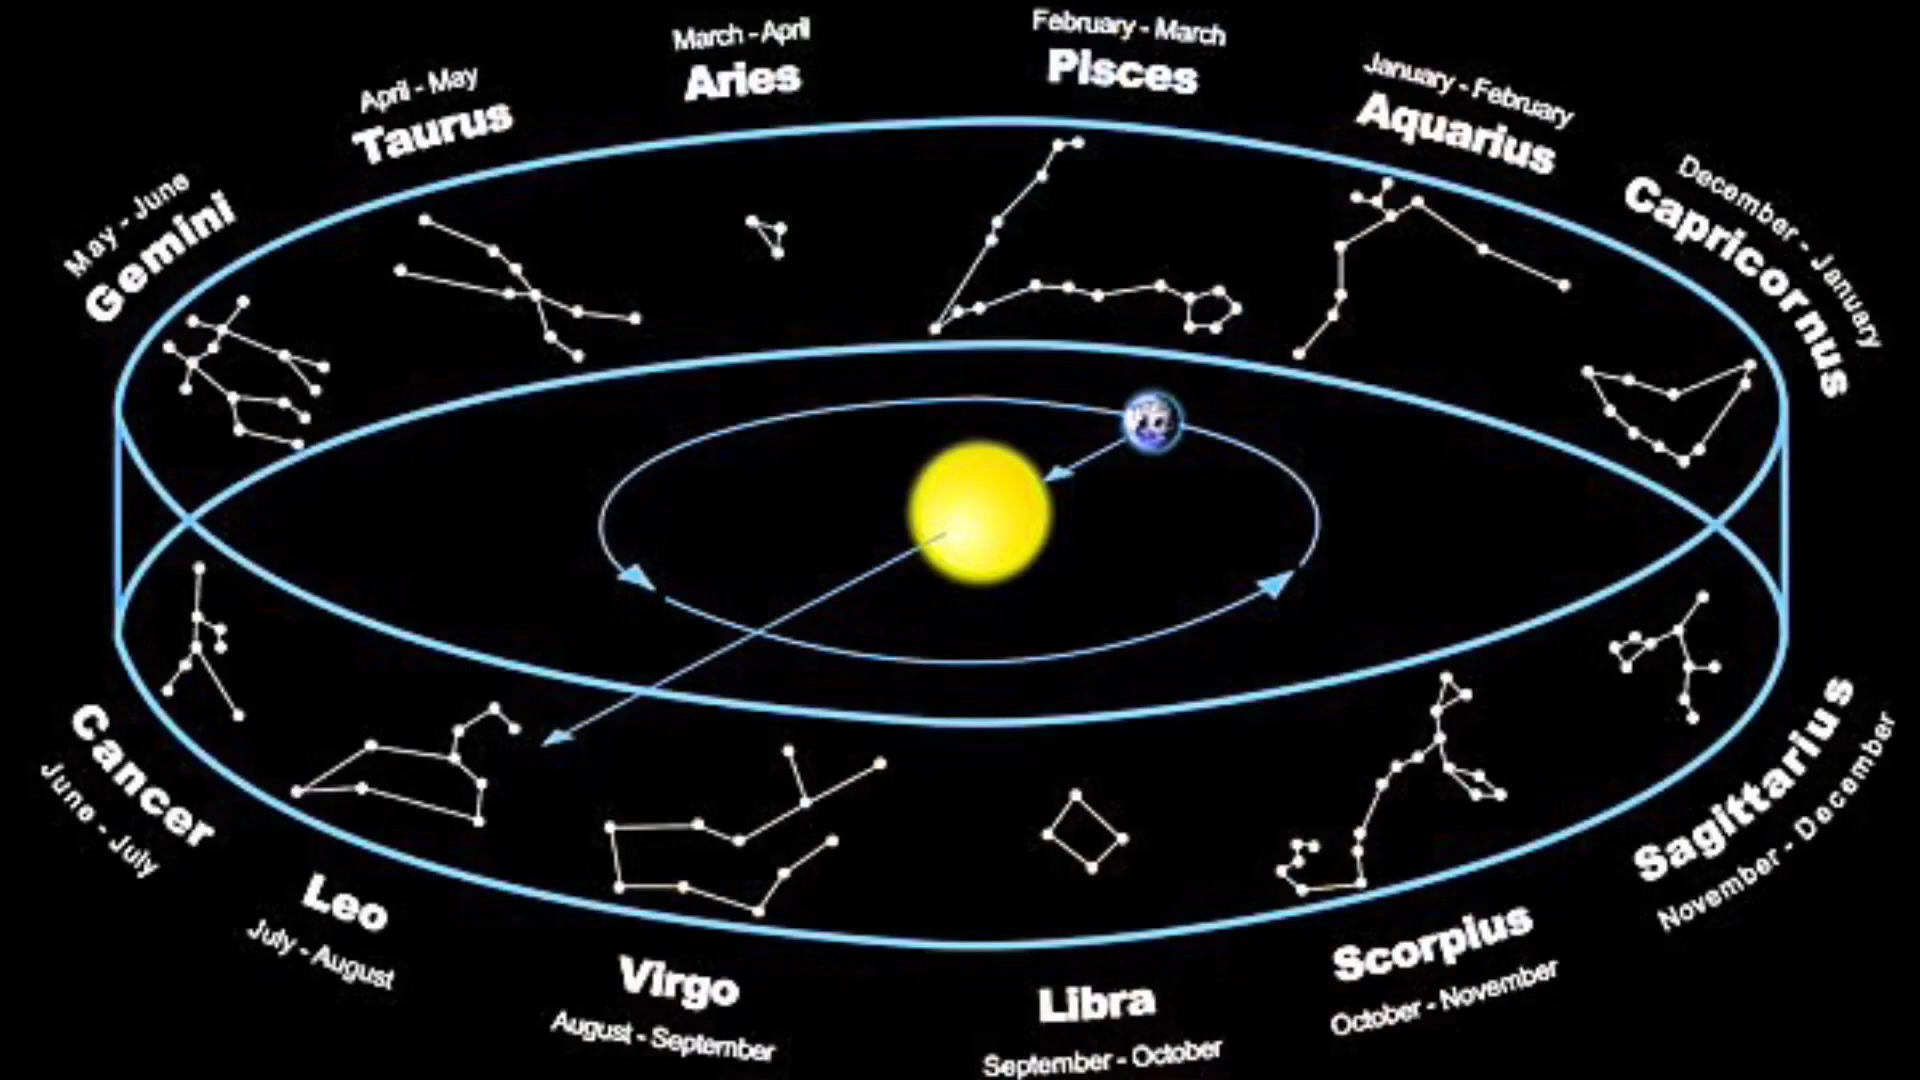 March - April
Aries
February - March
Pisces
January - February
Aquarius
December - January
Capricornus
April - May
Taurus
May - June
Gemini
Cancer
June - July
Leo
July - August
Virgo
August - September
Libra
September - October
Scorpius
October - November
Sagittarius
November - December